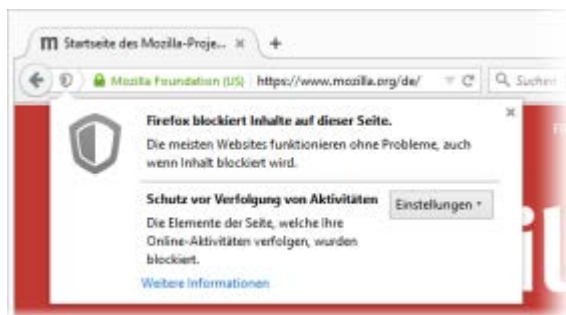 m Startseite des Mozilla-Proje... × +
Mozilla Foundation (US) https://www.mozilla.org/de/ Suchen
Firefox blockiert Inhalte auf dieser Seite. ×
Die meisten Websites funktionieren ohne Probleme, auch
wenn Inhalt blockiert wird.
Schutz vor Verfolgung von Aktivitäten Einstellungen
Die Elemente der Seite, welche Ihre
Online-Aktivitäten verfolgen, wurden
blockiert.
Weitere Informationen